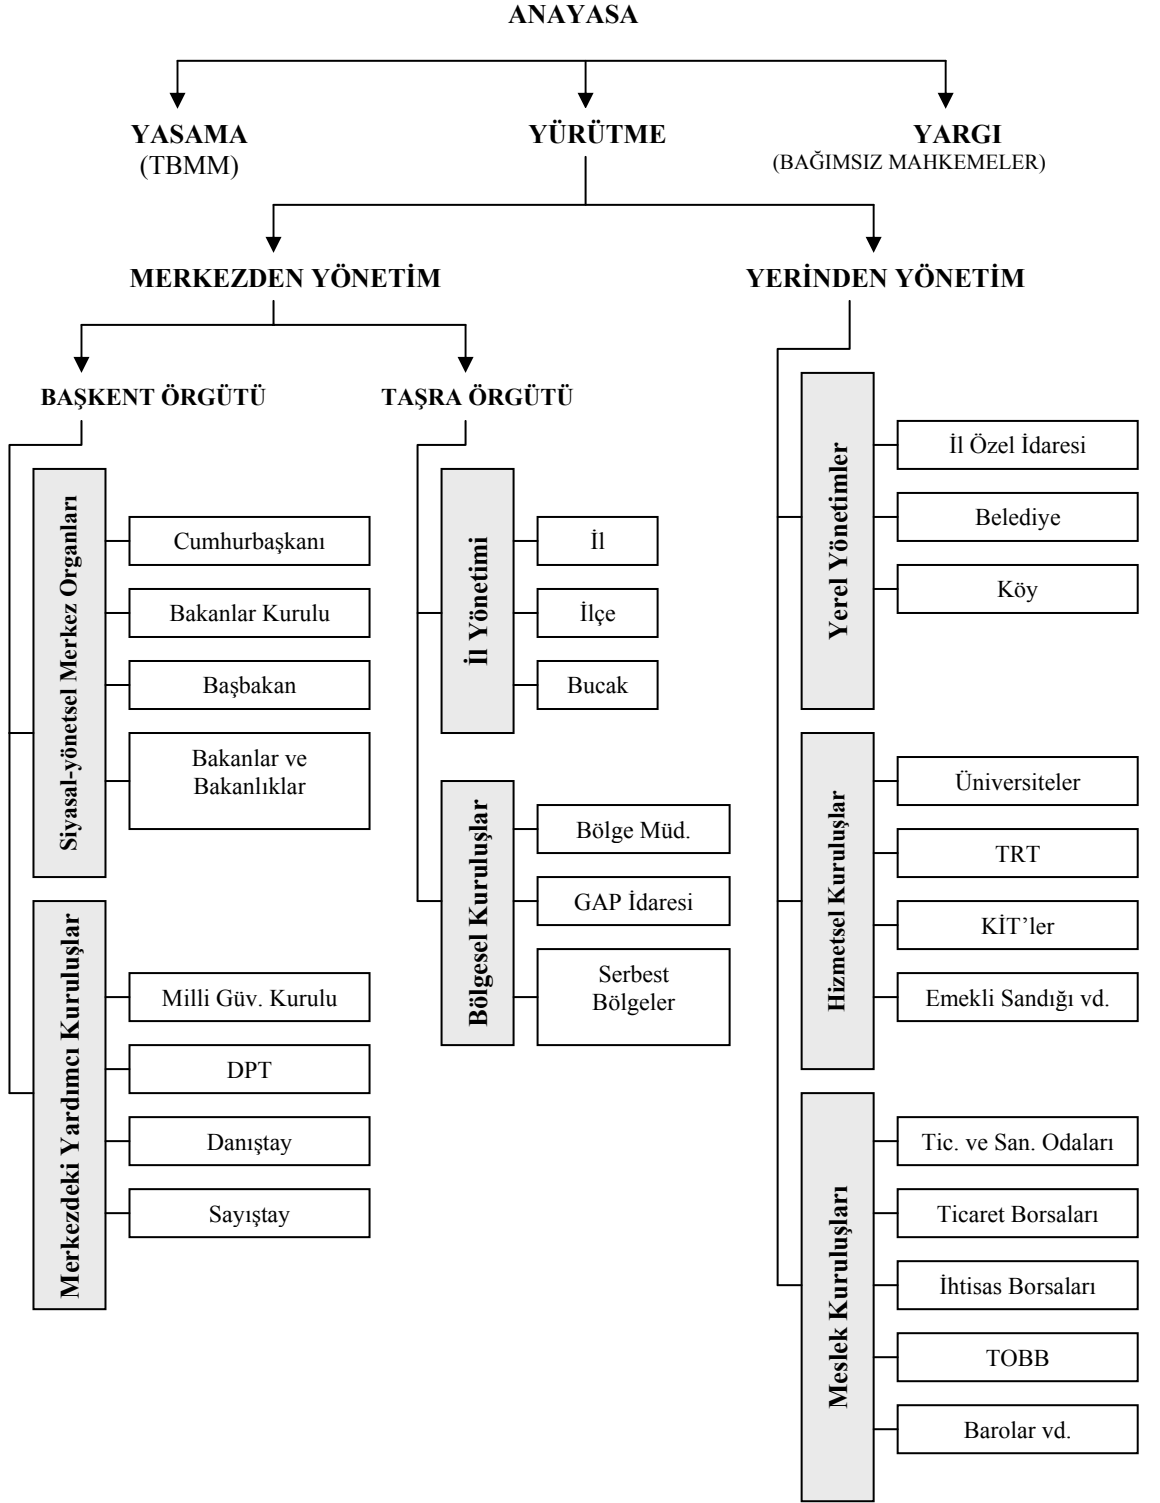 ANAYASA
YASAMA
(TBMM)
YÜRÜTME
YARGI
(BAĞIMSIZ MAHKEMELER)
MERKEZDEN YÖNETİM
YERİNDEN YÖNETİM
BAŞKENT ÖRGÜTÜ
TAŞRA ÖRGÜTÜ
Siyasal-yönetsel Merkez Organları
Cumhurbaşkanı
Bakanlar Kurulu
Başbakan
Bakanlar ve
Bakanlıklar
Merkezdeki Yardımcı Kuruluşlar
Milli Güv. Kurulu
DPT
Danıştay
Sayıştay
İl Yönetimi
İl
İlçe
Bucak
Bölgesel Kuruluşlar
Bölge Müd.
GAP İdaresi
Serbest
Bölgeler
Yerel Yönetimler
İl Özel İdaresi
Belediye
Köy
Hizmetsel Kuruluşlar
Üniversiteler
TRT
KİT’ler
Emekli Sandığı vd.
Meslek Kuruluşları
Tic. ve San. Odaları
Ticaret Borsaları
İhtisas Borsaları
TOBB
Barolar vd.